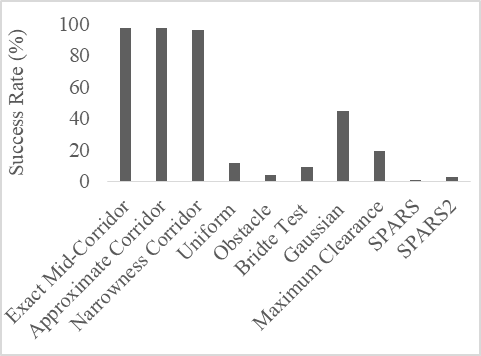 Success Rate (%)
100
80
60
40
20
0
Exact Mid-Corridor
Approximate Corridor
Narrowness Corridor
Uniform
Obstacle
Bridte Test
Gaussian
Maximum Clearance
SPARS
SPARS2